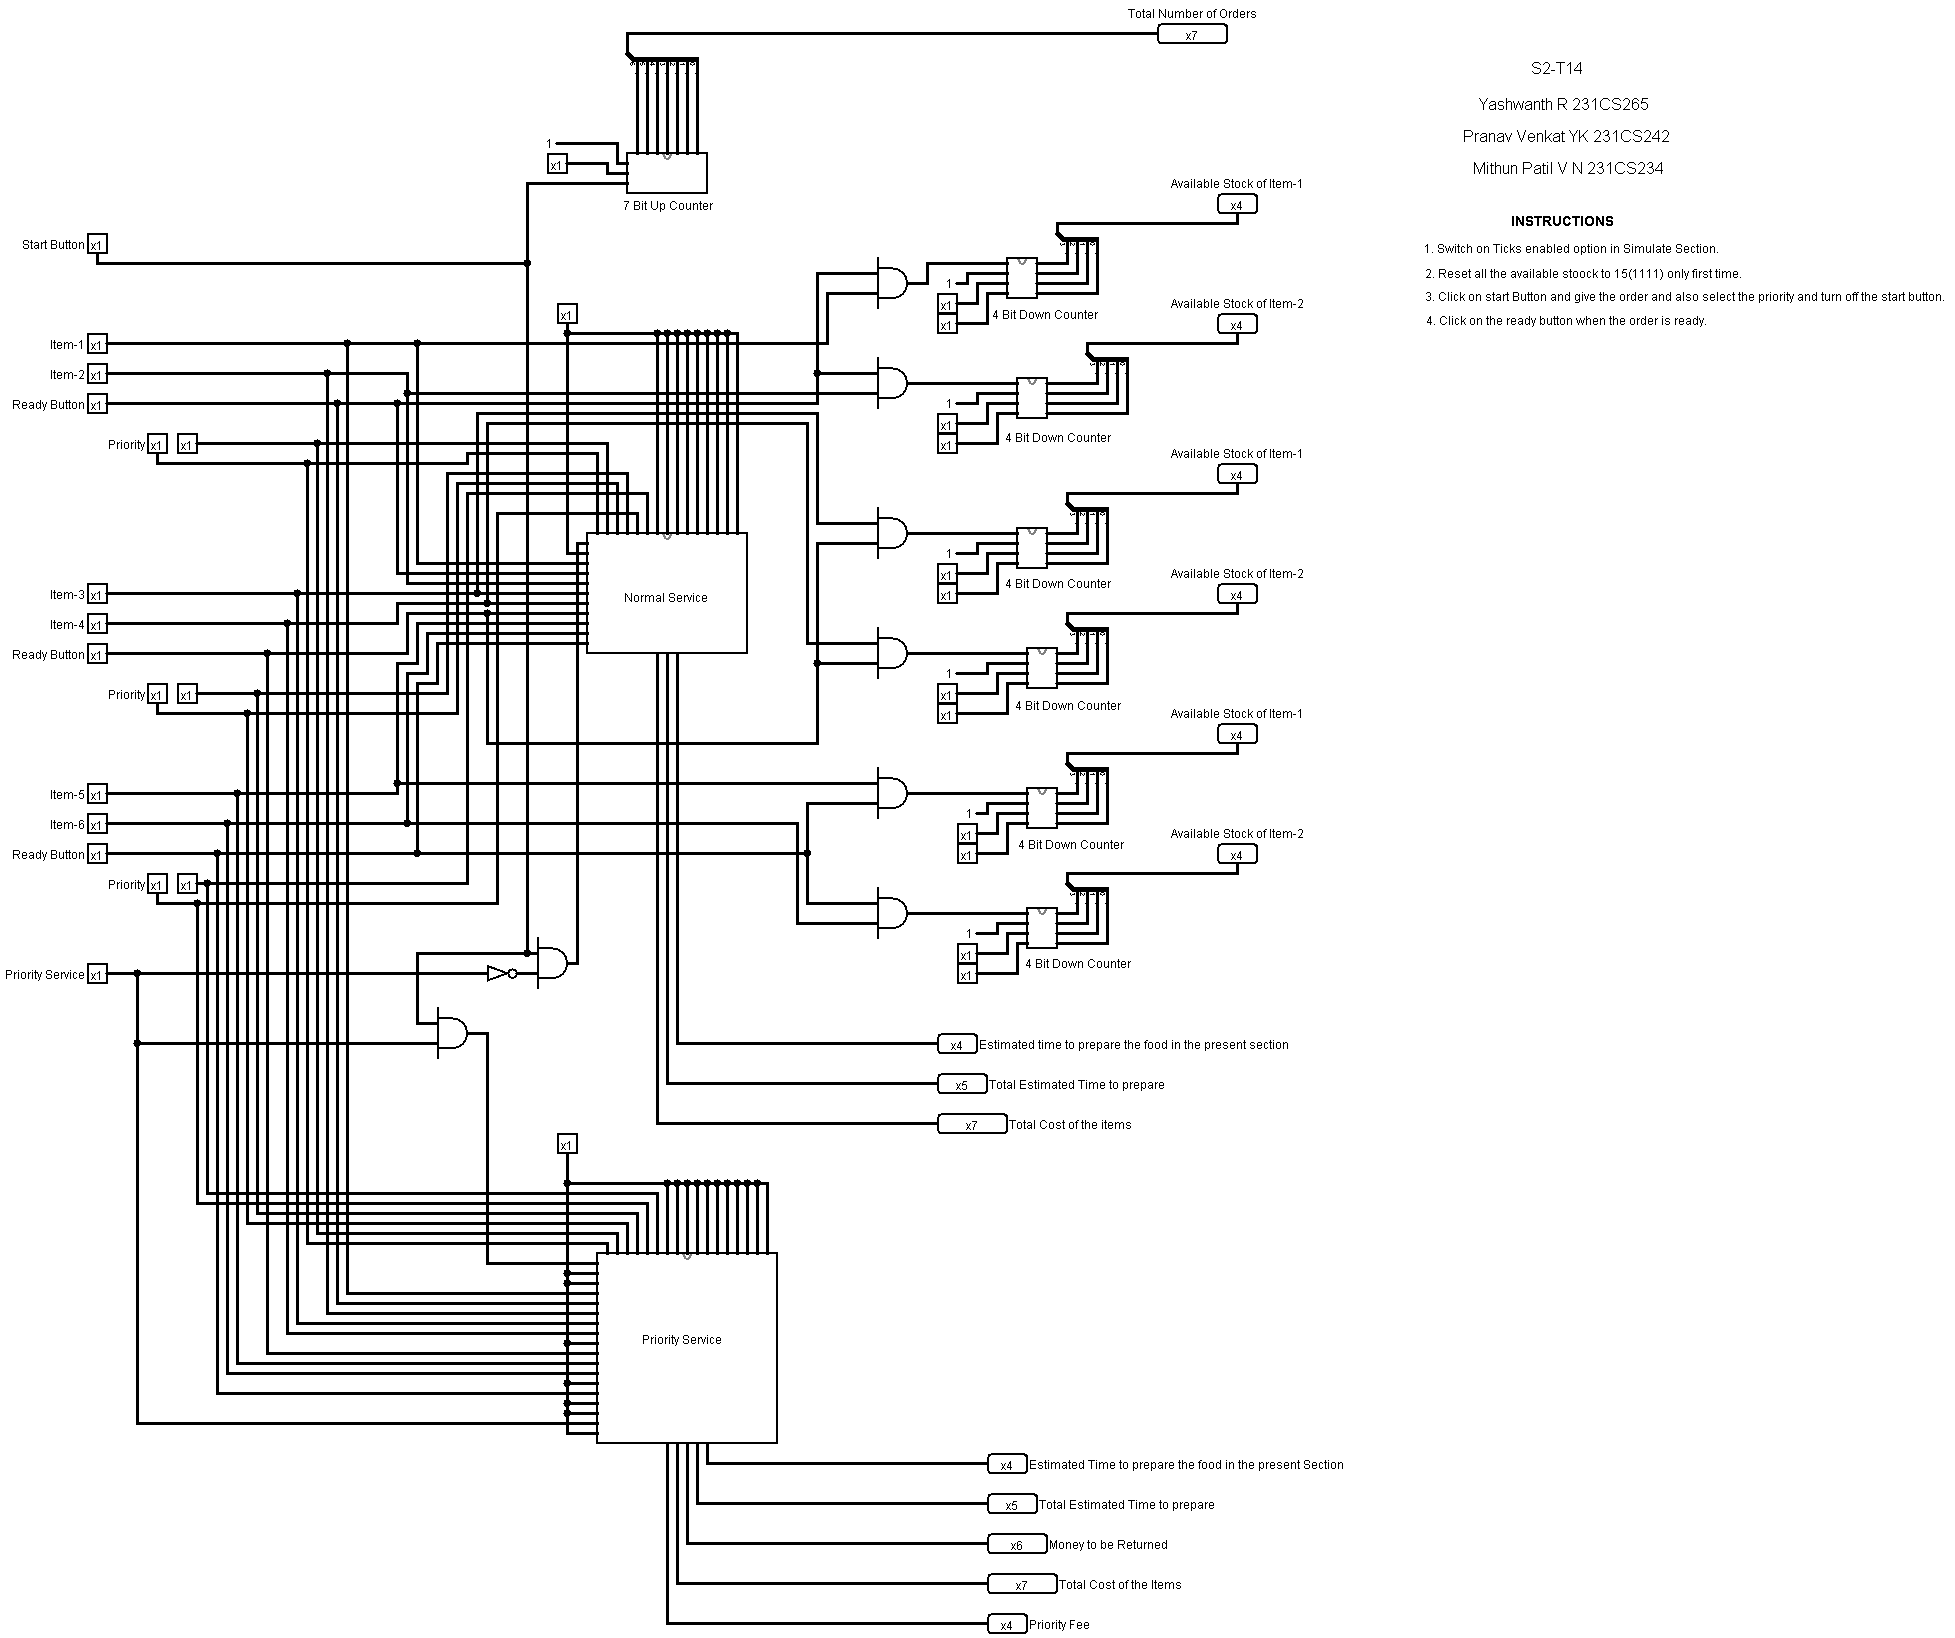 Total Number of Orders
x7
S2-T14
Yashwanth R 231CS265
Pranav Venkat YK 231CS242
Mithun Patil V N 231CS234
INSTRUCTIONS
1. Switch on Ticks enabled option in Simulate Section.
2. Reset all the available stoock to 15(1111) only first time.
3. Click on start Button and give the order and also select the priority and turn off the start button.
4. Click on the ready button when the order is ready.
1
x1
7 Bit Up Counter
Start Button x1
Available Stock of Item-1
x4
1
x1
x1
4 Bit Down Counter
x1
Item-1 x1
Item-2 x1
Ready Button x1
Priority x1 x1
Available Stock of Item-2
x4
1
x1
x1
4 Bit Down Counter
Available Stock of Item-1
x4
1
x1
x1
4 Bit Down Counter
Normal Service
Item-3 x1
Item-4 x1
Ready Button x1
Priority x1 x1
Available Stock of Item-2
x4
1
x1
x1
4 Bit Down Counter
Available Stock of Item-1
x4
1
x1
x1
4 Bit Down Counter
Item-5 x1
Item-6 x1
Ready Button x1
Priority x1 x1
Available Stock of Item-2
x4
1
x1
x1
4 Bit Down Counter
Priority Service x1
x4 Estimated time to prepare the food in the present section
x5 Total Estimated Time to prepare
x7 Total Cost of the items
x1
Priority Service
x4 Estimated Time to prepare the food in the present Section
x5 Total Estimated Time to prepare
x6 Money to be Returned
x7 Total Cost of the Items
x4 Priority Fee